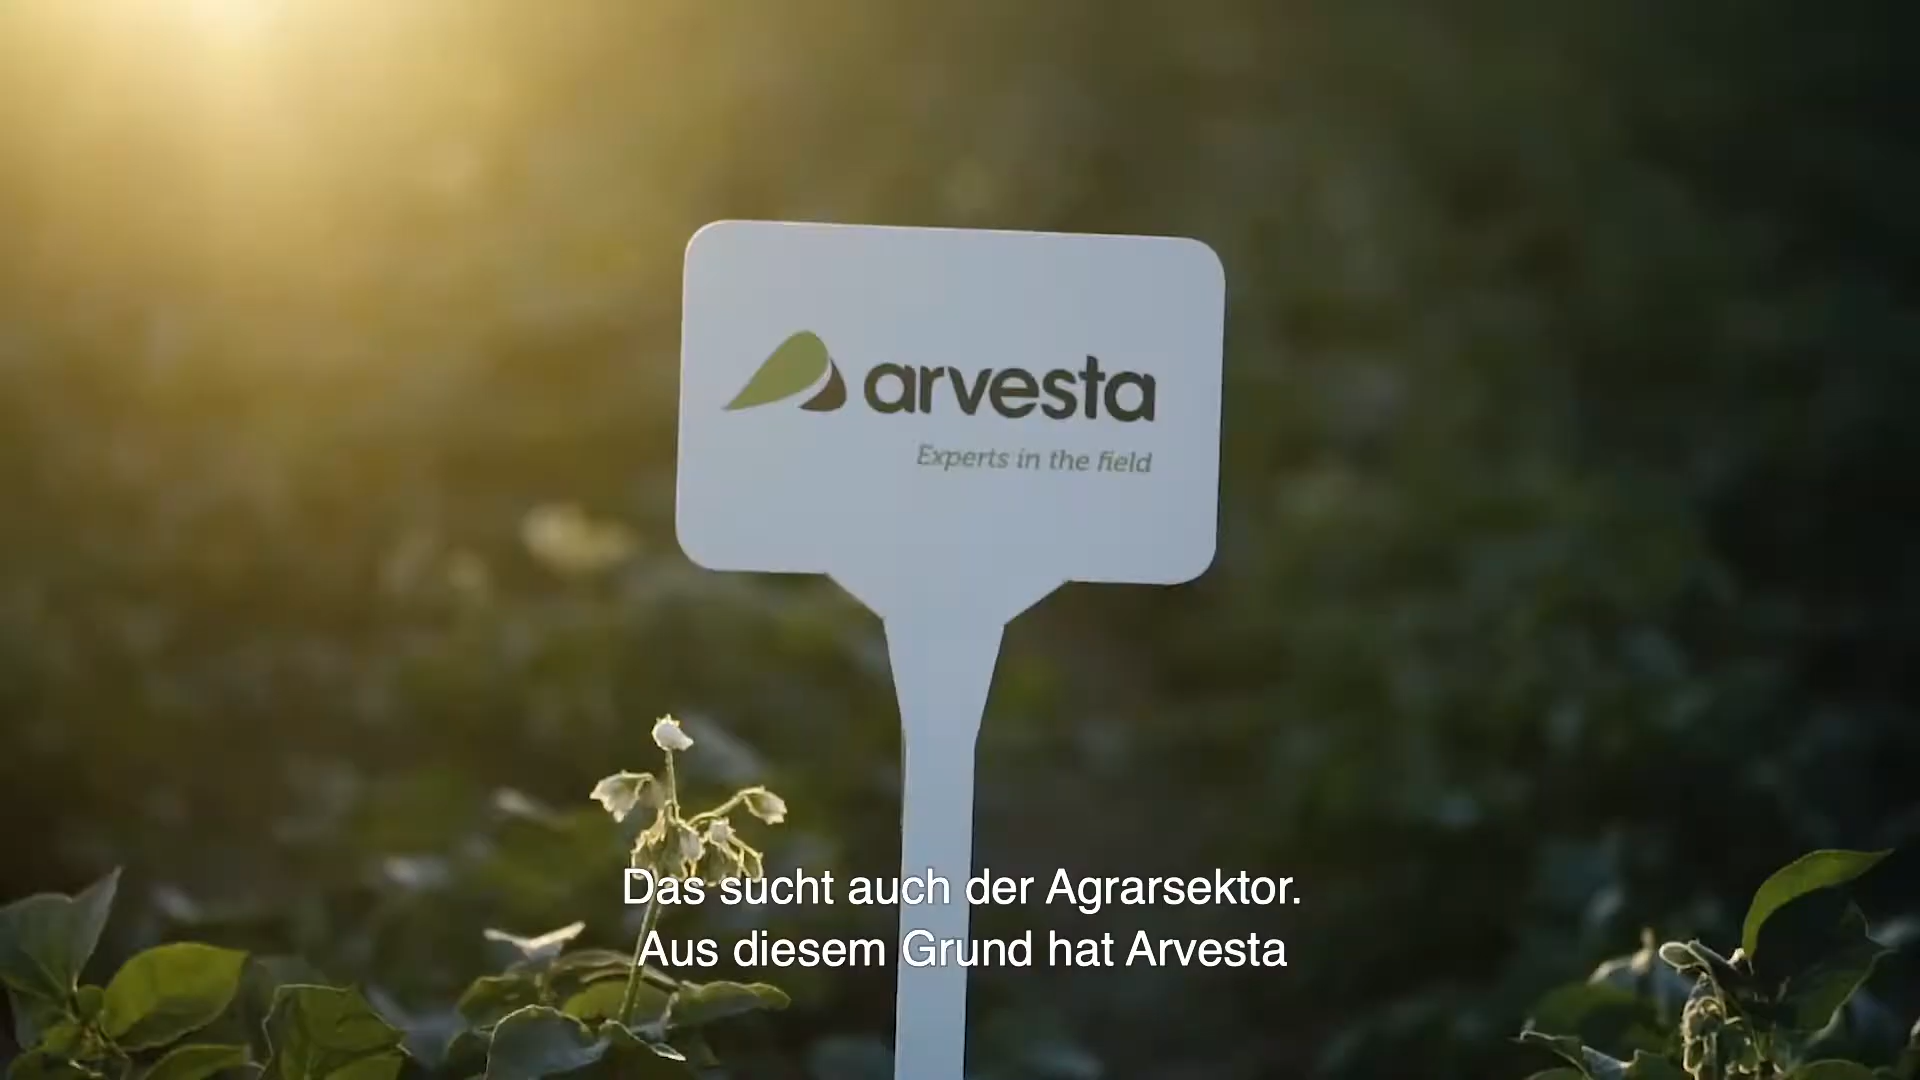 arvesta
Experts in the field
Das sucht auch der Agrarsektor.
Aus diesem Grund hat Arvesta